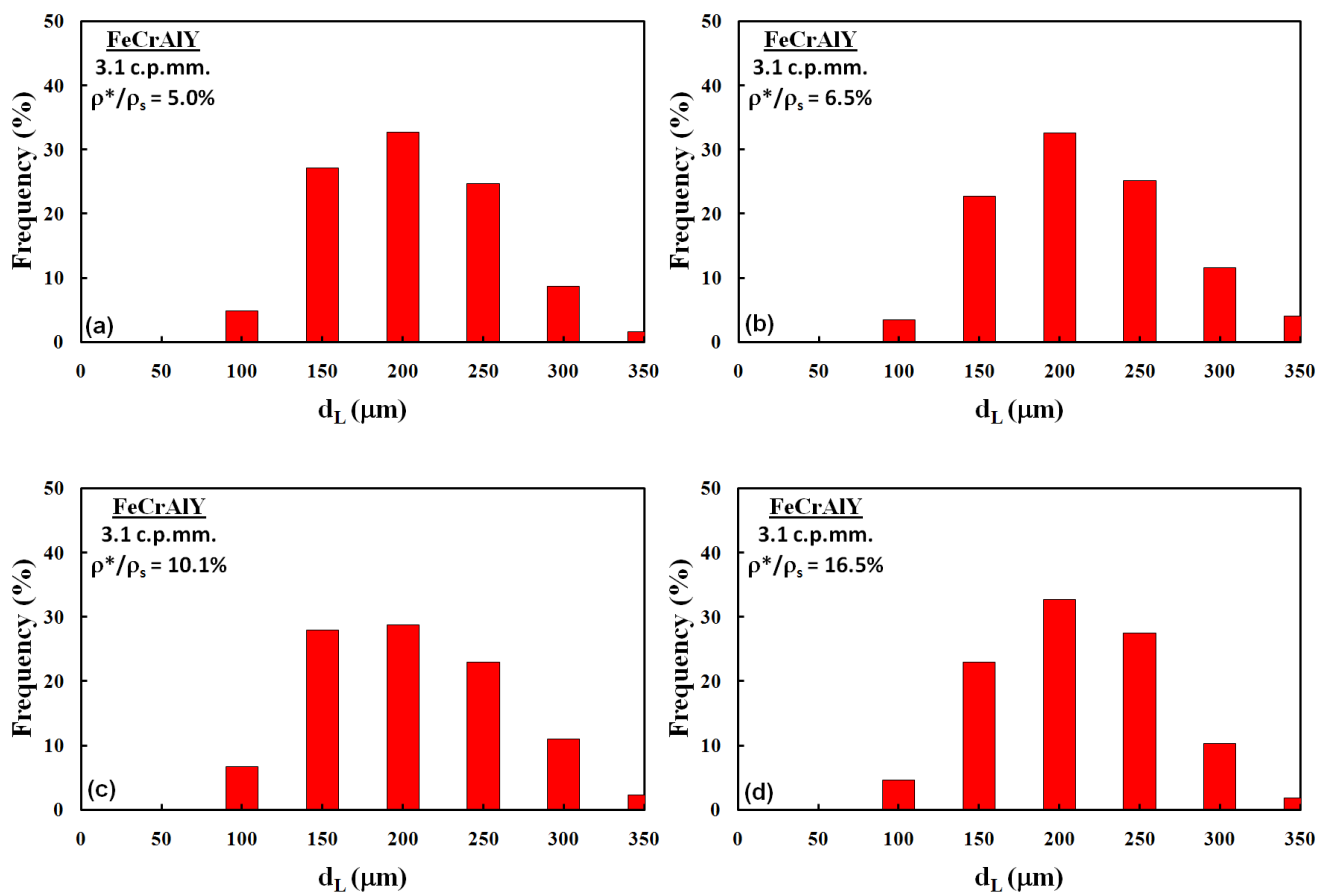 50
40
30
20
10
0
Frequency (%)
FeCrAlY
3.1 c.p.mm.
ρ*/ρs = 5.0%
(a)
0 50 100 150 200 250 300 350
dL (μm)
50
40
30
20
10
0
Frequency (%)
FeCrAlY
3.1 c.p.mm.
ρ*/ρs = 6.5%
(b)
0 50 100 150 200 250 300 350
dL (μm)
50
40
30
20
10
0
Frequency (%)
FeCrAlY
3.1 c.p.mm.
ρ*/ρs = 10.1%
(c)
0 50 100 150 200 250 300 350
dL (μm)
50
40
30
20
10
0
Frequency (%)
FeCrAlY
3.1 c.p.mm.
ρ*/ρs = 16.5%
(d)
0 50 100 150 200 250 300 350
dL (μm)